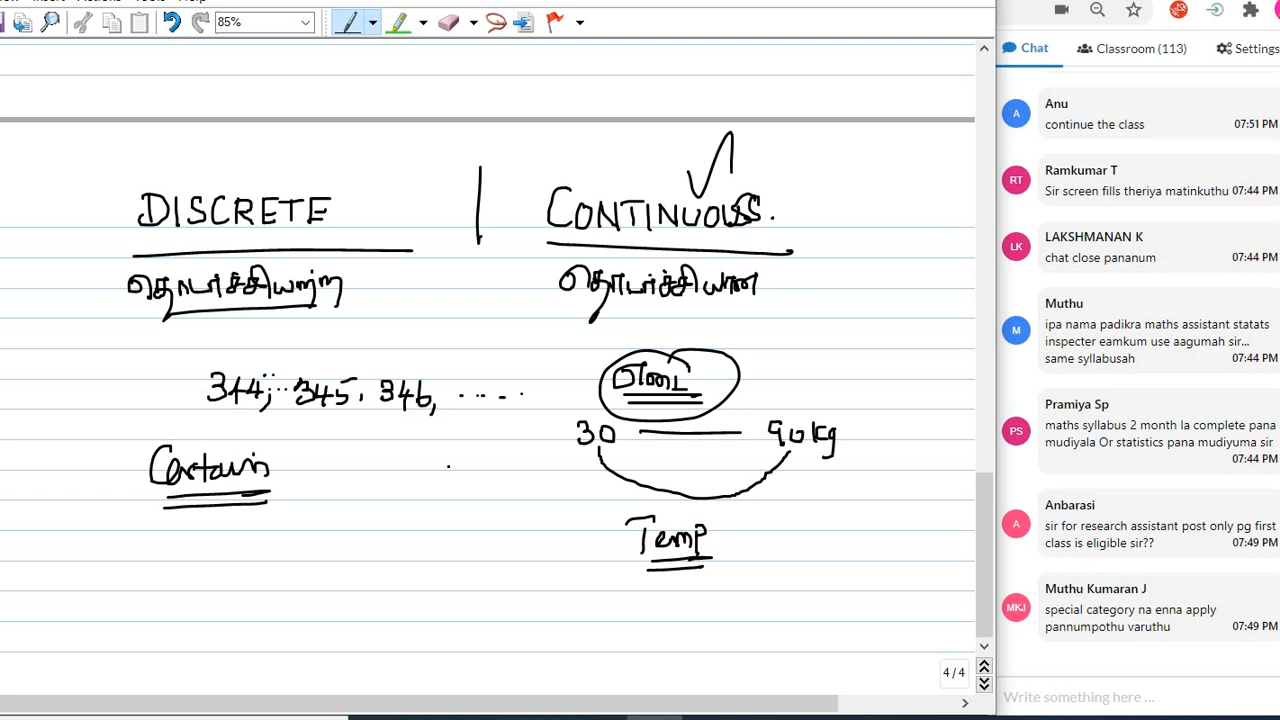 85%
DISCRETE | CONTINUOUS.
தொடர்ச்சியற்ற தொடர்ச்சியான
344, 345, 346, .....
எடை
30 — 90 kg
Certain
Temp
4 / 4
Chat Classroom (113) Settings
Anu
continue the class 07:51 PM
Ramkumar T
Sir screen fills theriya matinkuthu 07:44 PM
LAKSHMANAN K
chat close pananum 07:44 PM
Muthu
ipa nama padikra maths assistant statats
inspecter eamkum use aagumah sir...
same syllabusah 07:44 PM
Pramiya Sp
maths syllabus 2 month la complete pana
mudiyala Or statistics pana mudiyuma sir
07:44 PM
Anbarasi
sir for research assistant post only pg first
class is eligible sir?? 07:49 PM
Muthu Kumaran J
special category na enna apply
pannumpothu varuthu 07:49 PM
Write something here ...